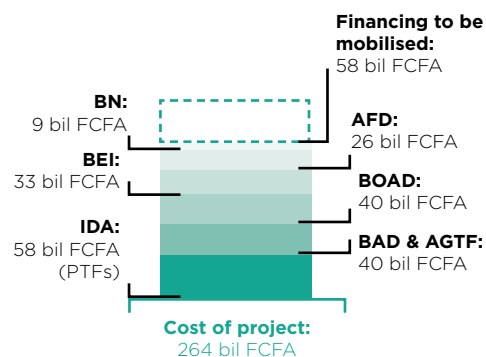 Financing to be
mobilised:
58 bil FCFA
BN:
9 bil FCFA
AFD:
26 bil FCFA
BEI:
33 bil FCFA
BOAD:
40 bil FCFA
IDA:
58 bil FCFA
(PTFs)
BAD & AGTF:
40 bil FCFA
Cost of project:
264 bil FCFA